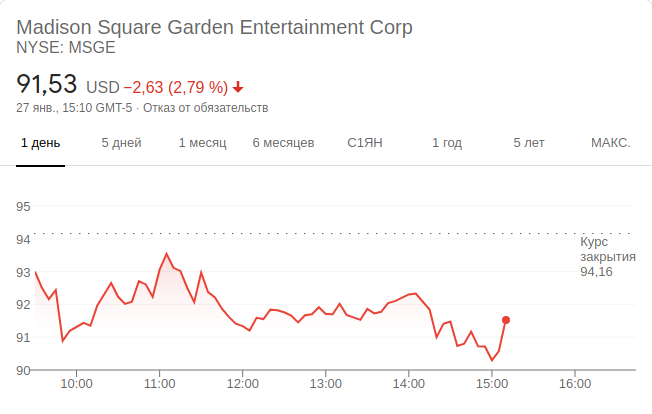 Madison Square Garden Entertainment Corp
NYSE: MSGE
91,53 USD −2,63 (2,79 %)
27 янв., 15:10 GMT-5 · Отказ от обязательств
1 день 5 дней 1 месяц 6 месяцев С1ЯН 1 год 5 лет МАКС.
95
94
Курс
закрытия
94,16
93
92
91
90
10:00 11:00 12:00 13:00 14:00 15:00 16:00